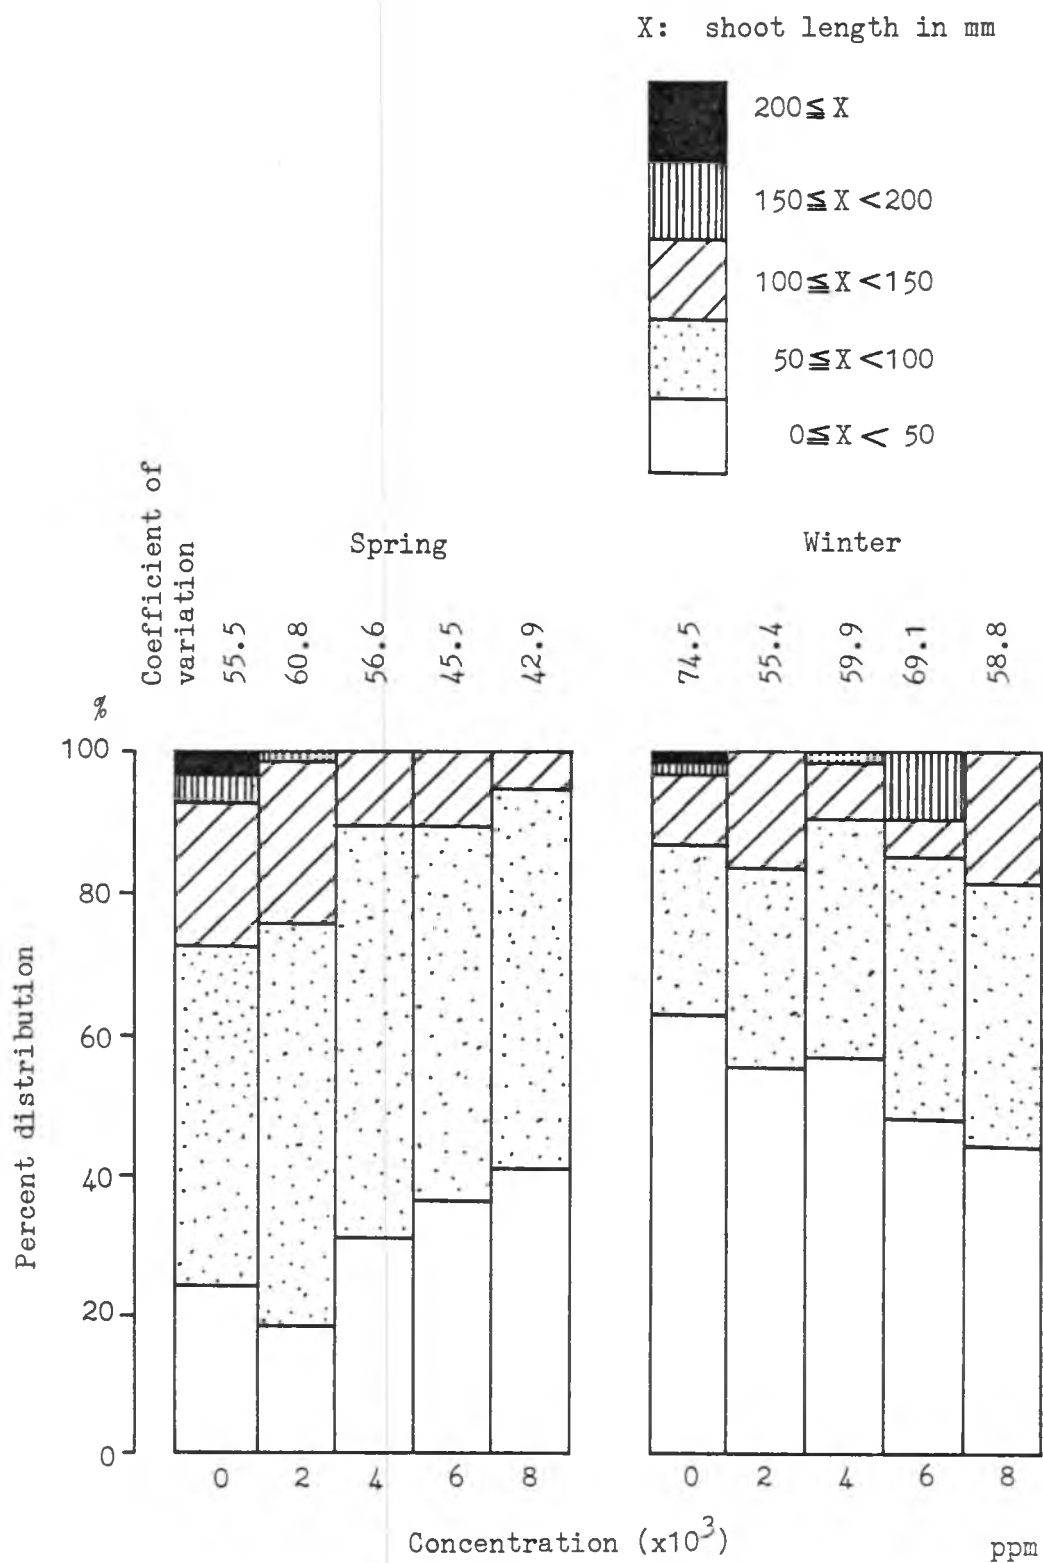 X: shoot length in mm
200≦X
150≦X<200
100≦X<150
50≦X<100
0≦X< 50
Coefficient of
variation
Spring
Winter
55.5 60.8 56.6 45.5 42.9
74.5 55.4 59.9 69.1 58.8
%
100
80
60
40
20
0
Percent distribution
0 2 4 6 8
0 2 4 6 8
Concentration (x10³)
ppm